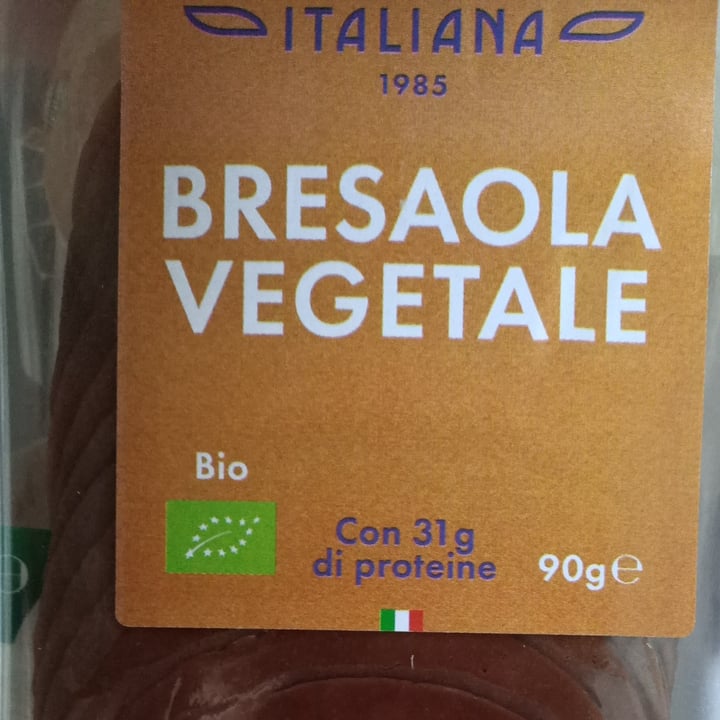 ITALIANA
1985
BRESAOLA
VEGETALE
Bio
Con 31g
di proteine
90g℮